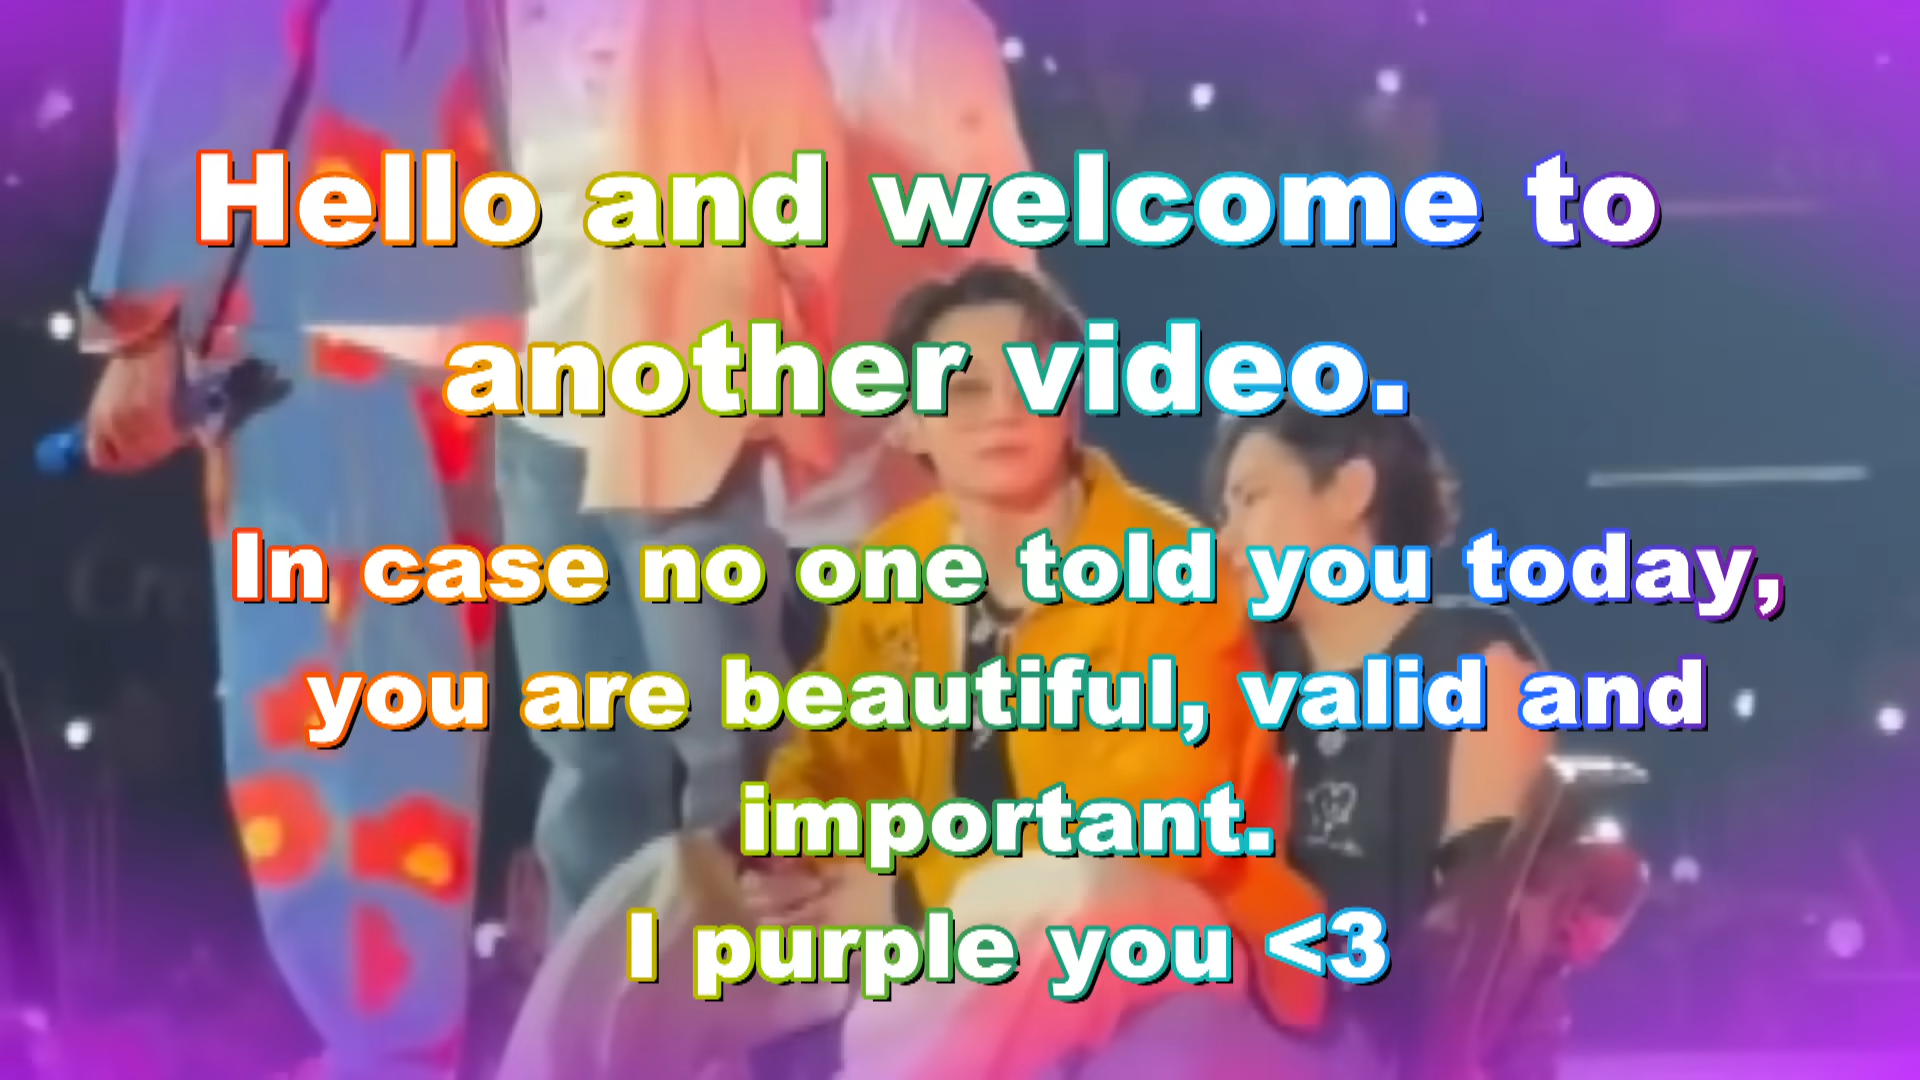 Hello and welcome to
another video.
In case no one told you today,
you are beautiful, valid and
important.
I purple you <3